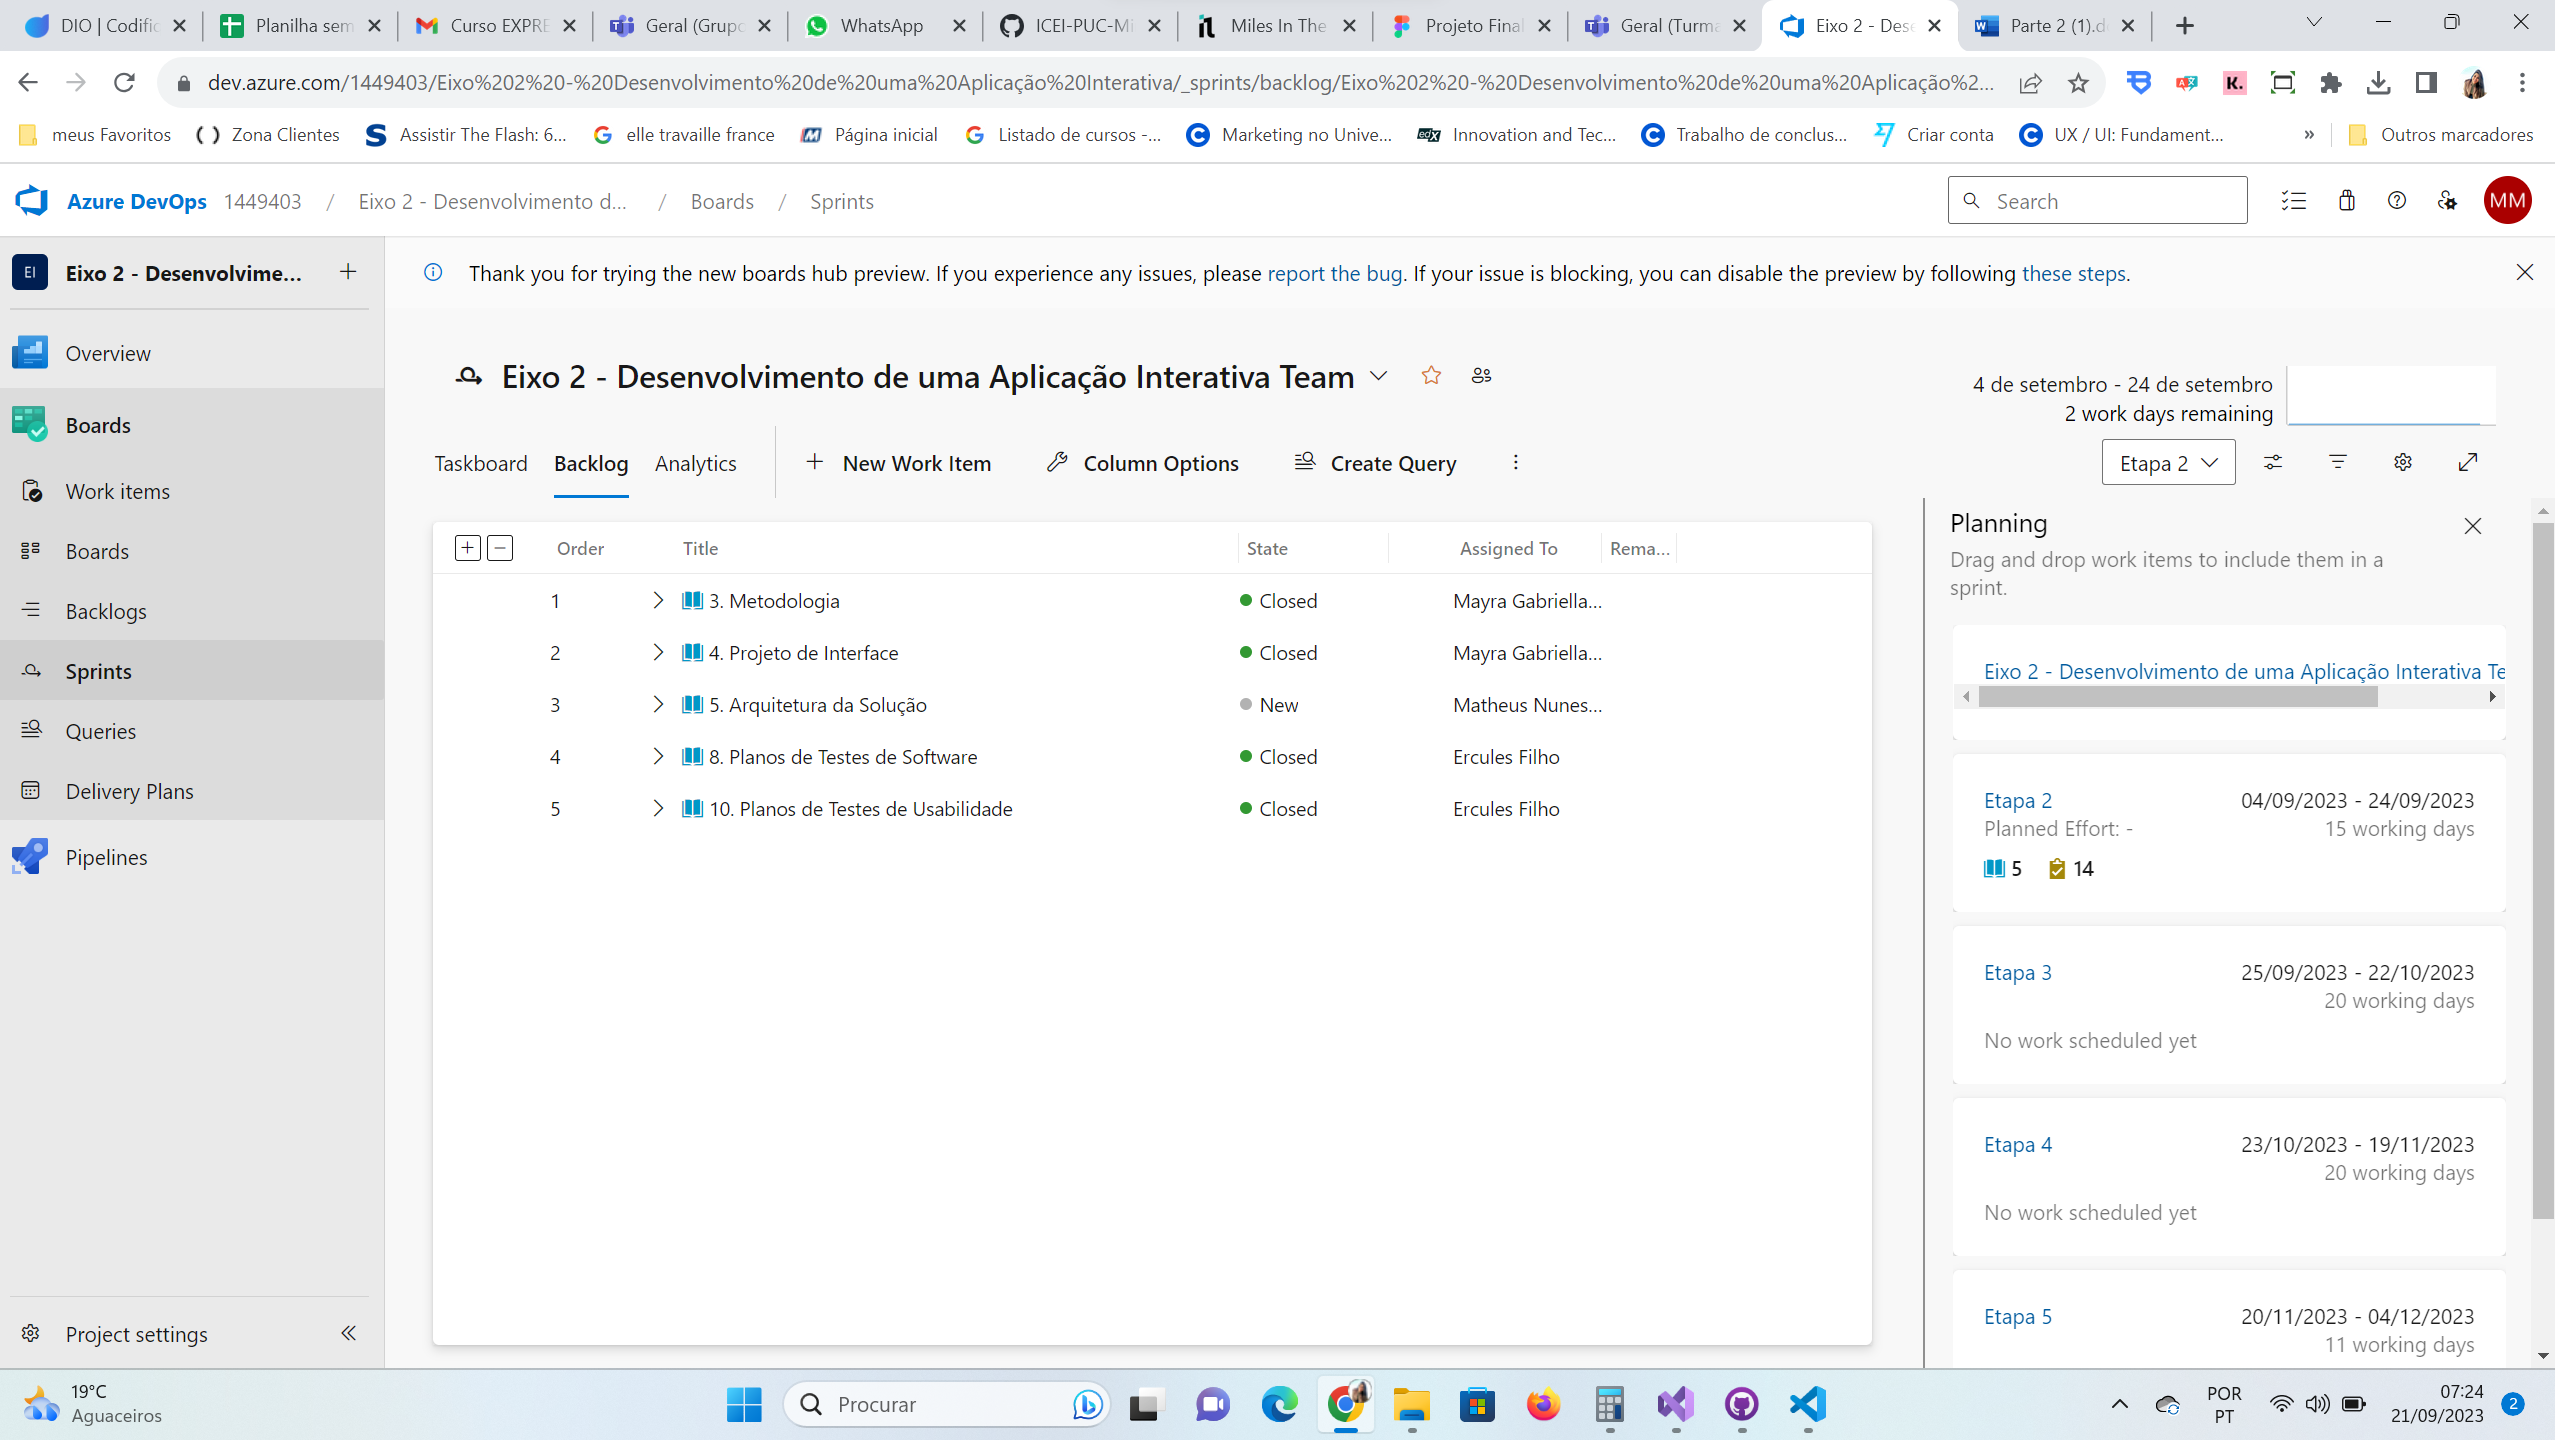 DIO | Codific
Planilha sem
Curso EXPRE
Geral (Grupo
WhatsApp
ICEI-PUC-Mi
Miles In The
Projeto Final
Geral (Turma
Eixo 2 - Dese
Parte 2 (1).d
dev.azure.com/1449403/Eixo%202%20-%20Desenvolvimento%20de%20uma%20Aplicação%20Interativa/_sprints/backlog/Eixo%202%20-%20Desenvolvimento%20de%20uma%20Aplicação%2...
meus Favoritos
Zona Clientes
Assistir The Flash: 6...
elle travaille france
Página inicial
Listado de cursos -...
Marketing no Unive...
Innovation and Tec...
Trabalho de conclus...
Criar conta
UX / UI: Fundament...
»
Outros marcadores
Azure DevOps 1449403 / Eixo 2 - Desenvolvimento d... / Boards / Sprints
Search
MM
EI Eixo 2 - Desenvolvime...
Thank you for trying the new boards hub preview. If you experience any issues, please report the bug. If your issue is blocking, you can disable the preview by following these steps.
Overview
Boards
Work items
Boards
Backlogs
Sprints
Queries
Delivery Plans
Pipelines
Project settings
Eixo 2 - Desenvolvimento de uma Aplicação Interativa Team
4 de setembro - 24 de setembro
2 work days remaining
Taskboard Backlog Analytics New Work Item Column Options Create Query
Etapa 2
Order Title State Assigned To Rema...
1 3. Metodologia Closed Mayra Gabriella...
2 4. Projeto de Interface Closed Mayra Gabriella...
3 5. Arquitetura da Solução New Matheus Nunes...
4 8. Planos de Testes de Software Closed Ercules Filho
5 10. Planos de Testes de Usabilidade Closed Ercules Filho
Planning
Drag and drop work items to include them in a
sprint.
Eixo 2 - Desenvolvimento de uma Aplicação Interativa Te
Etapa 2 04/09/2023 - 24/09/2023
Planned Effort: - 15 working days
5 14
Etapa 3 25/09/2023 - 22/10/2023
20 working days
No work scheduled yet
Etapa 4 23/10/2023 - 19/11/2023
20 working days
No work scheduled yet
Etapa 5 20/11/2023 - 04/12/2023
11 working days
19°C
Aguaceiros
Procurar
POR
PT
07:24
21/09/2023
2